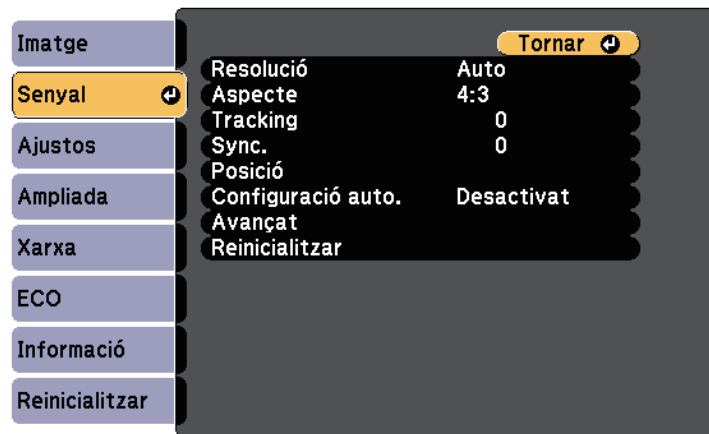 Imatge
Senyal
Ajustos
Ampliada
Xarxa
ECO
Informació
Reinicialitzar
Tornar
Resolució Auto
Aspecte 4:3
Tracking 0
Sync. 0
Posició
Configuració auto. Desactivat
Avançat
Reinicialitzar